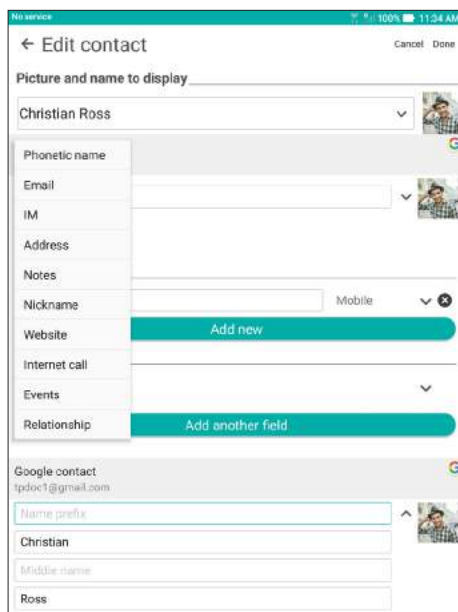 No service 100% 11:34 AM
← Edit contact Cancel Done
Picture and name to display
Christian Ross
Phonetic name
Email
IM
Address
Notes
Nickname
Mobile
Website
Add new
Internet call
Events
Relationship
Add another field
Google contact
tpdoc1@gmail.com
Name prefix
Christian
Middle name
Ross